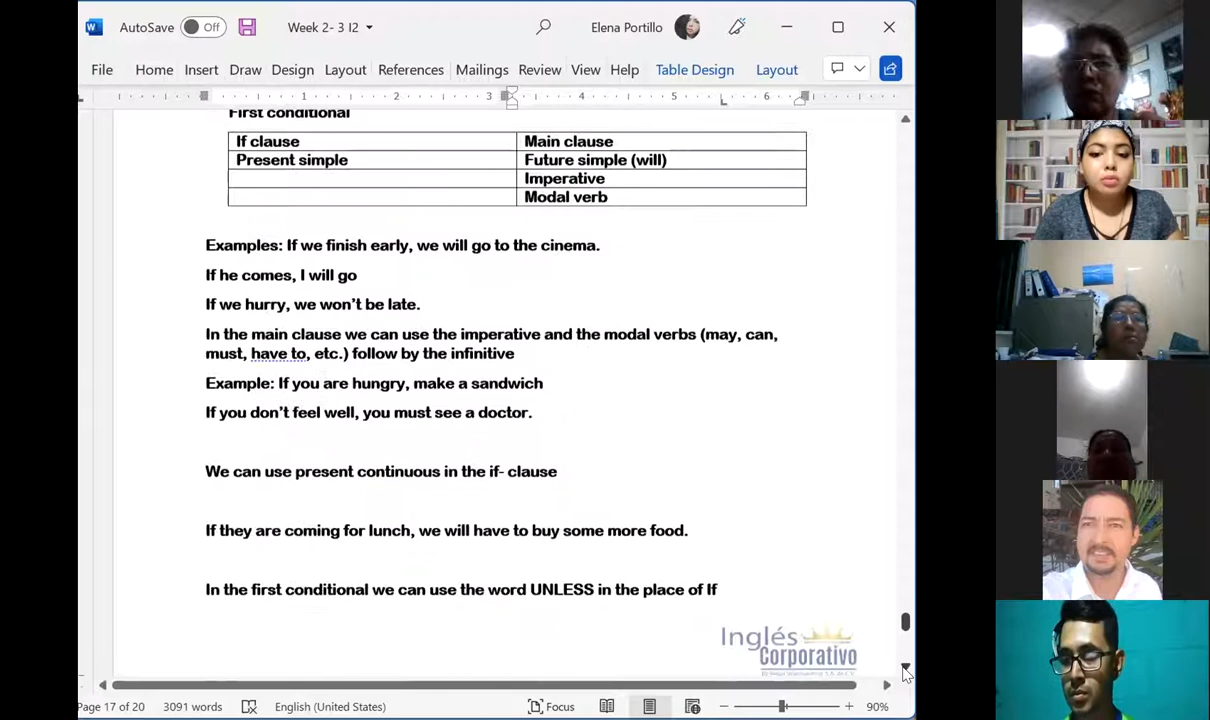 AutoSave Off Week 2- 3 I2 Elena Portillo
File Home Insert Draw Design Layout References Mailings Review View Help Table Design Layout
1 2 3 4 5 6
First conditional
If clause Main clause
Present simple Future simple (will)
Imperative
Modal verb
Examples: If we finish early, we will go to the cinema.
If he comes, I will go
If we hurry, we won’t be late.
In the main clause we can use the imperative and the modal verbs (may, can,
must, have to, etc.) follow by the infinitive
Example: If you are hungry, make a sandwich
If you don’t feel well, you must see a doctor.
We can use present continuous in the if- clause
If they are coming for lunch, we will have to buy some more food.
In the first conditional we can use the word UNLESS in the place of If
Inglés
Corporativo
Page 17 of 20 3091 words English (United States) Focus 90%